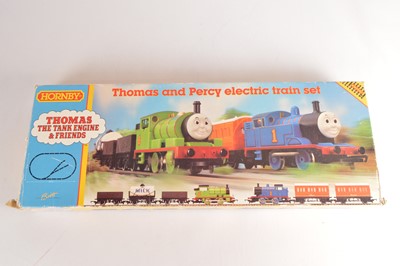 HORNBY
Thomas and Percy electric train set
THOMAS
THE TANK ENGINE
& FRIENDS
1
MILK